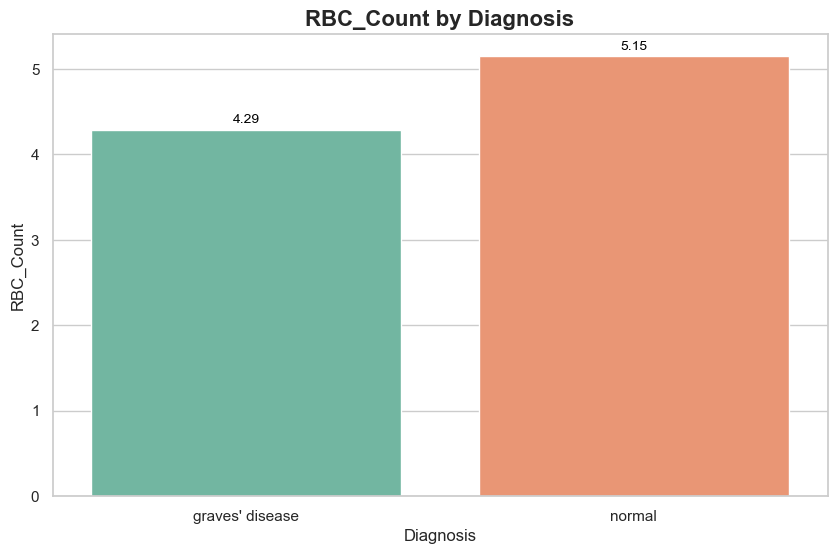 RBC_Count by Diagnosis
5.15
4.29
5
4
3
2
1
0
RBC_Count
graves' disease
normal
Diagnosis